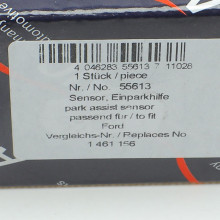 4 046283 55613 7 11028
1 Stück / piece
Nr. / No. 55613
Sensor, Einparkhilfe
park assist sensor
passend für / to fit
Ford
Vergleichs-Nr. / Replaces No
1 461 156